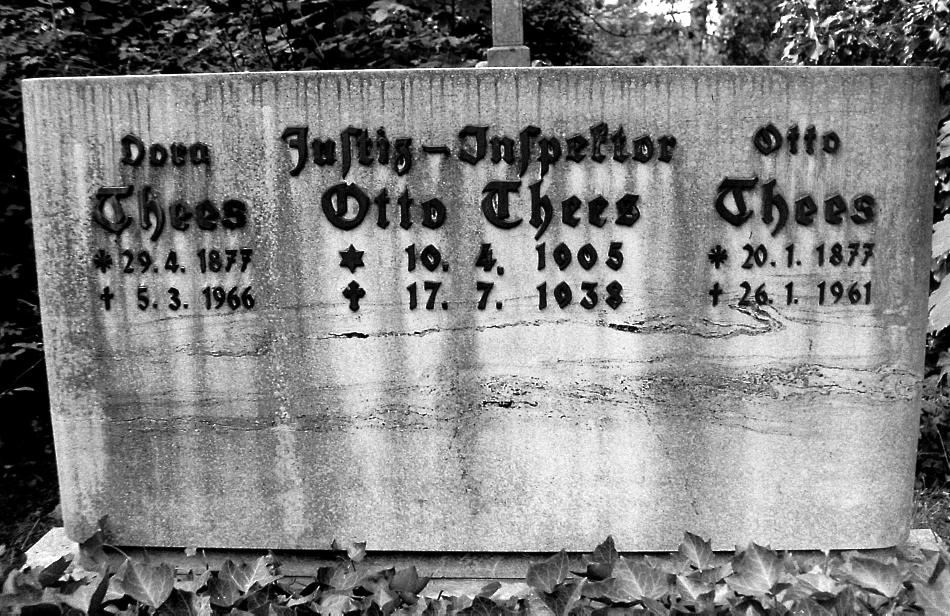 Dora
Thees
* 29. 4. 1877
† 5. 3. 1966
Justiz-Inspektor
Otto Thees
* 10. 4. 1905
† 17. 7. 1938
Otto
Thees
* 20. 1. 1877
† 26. 1. 1961